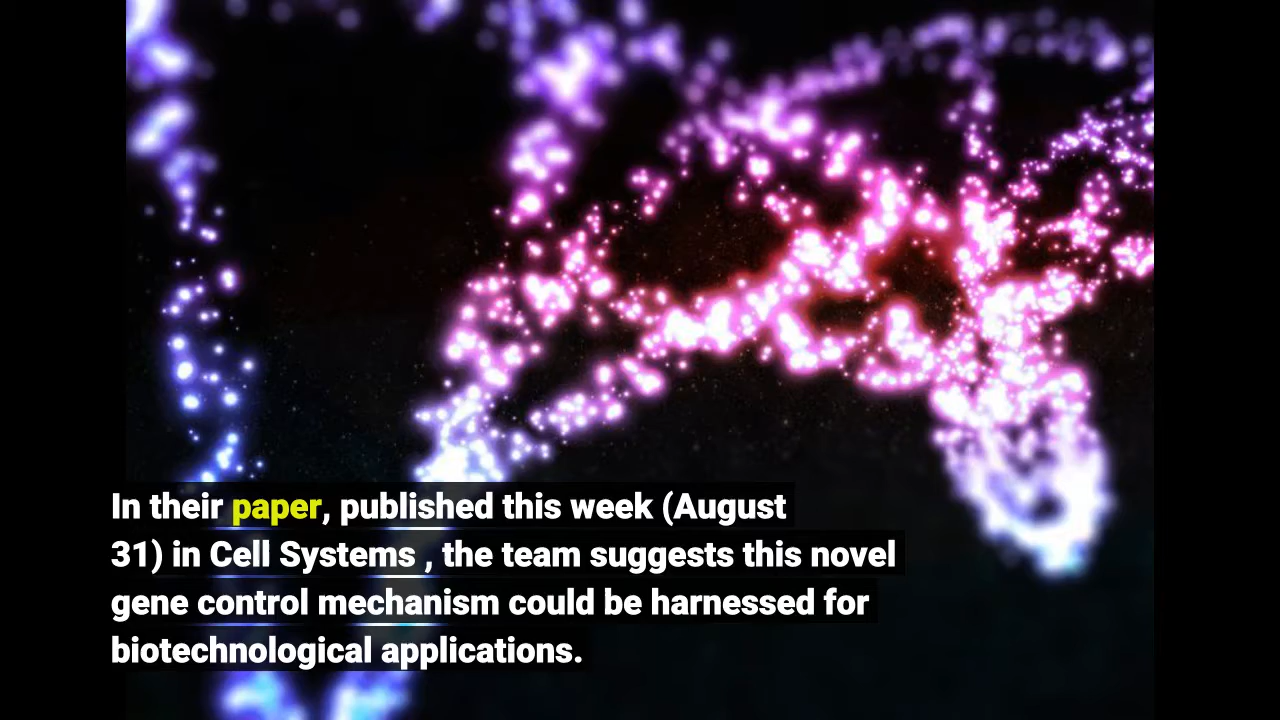 In their paper, published this week (August
31) in Cell Systems , the team suggests this novel
gene control mechanism could be harnessed for
biotechnological applications.